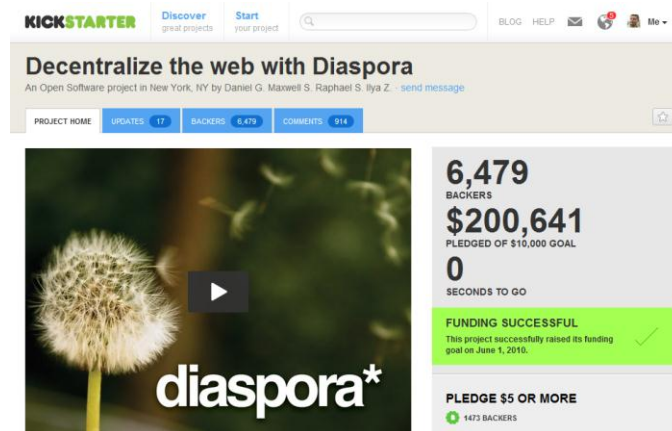 KICKSTARTER
Discover
great projects
Start
your project
BLOG HELP
5
Me
Decentralize the web with Diaspora
An Open Software project in New York, NY by Daniel G. Maxwell S. Raphael S. Ilya Z. · send message
PROJECT HOME UPDATES 17 BACKERS 6,479 COMMENTS 914
diaspora*
6,479
BACKERS
$200,641
PLEDGED OF $10,000 GOAL
0
SECONDS TO GO
FUNDING SUCCESSFUL
This project successfully raised its funding
goal on June 1, 2010.
PLEDGE $5 OR MORE
1473 BACKERS